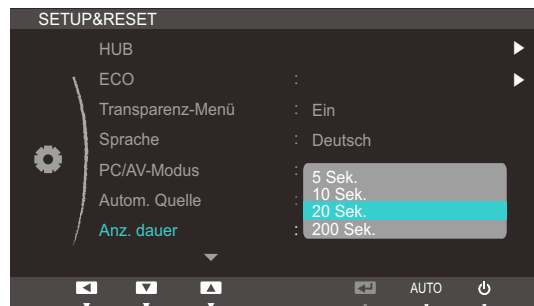 SETUP&RESET
HUB
ECO :
Transparenz-Menü : Ein
Sprache : Deutsch
PC/AV-Modus :
Autom. Quelle :
Anz. dauer :
5 Sek.
10 Sek.
20 Sek.
200 Sek.
AUTO